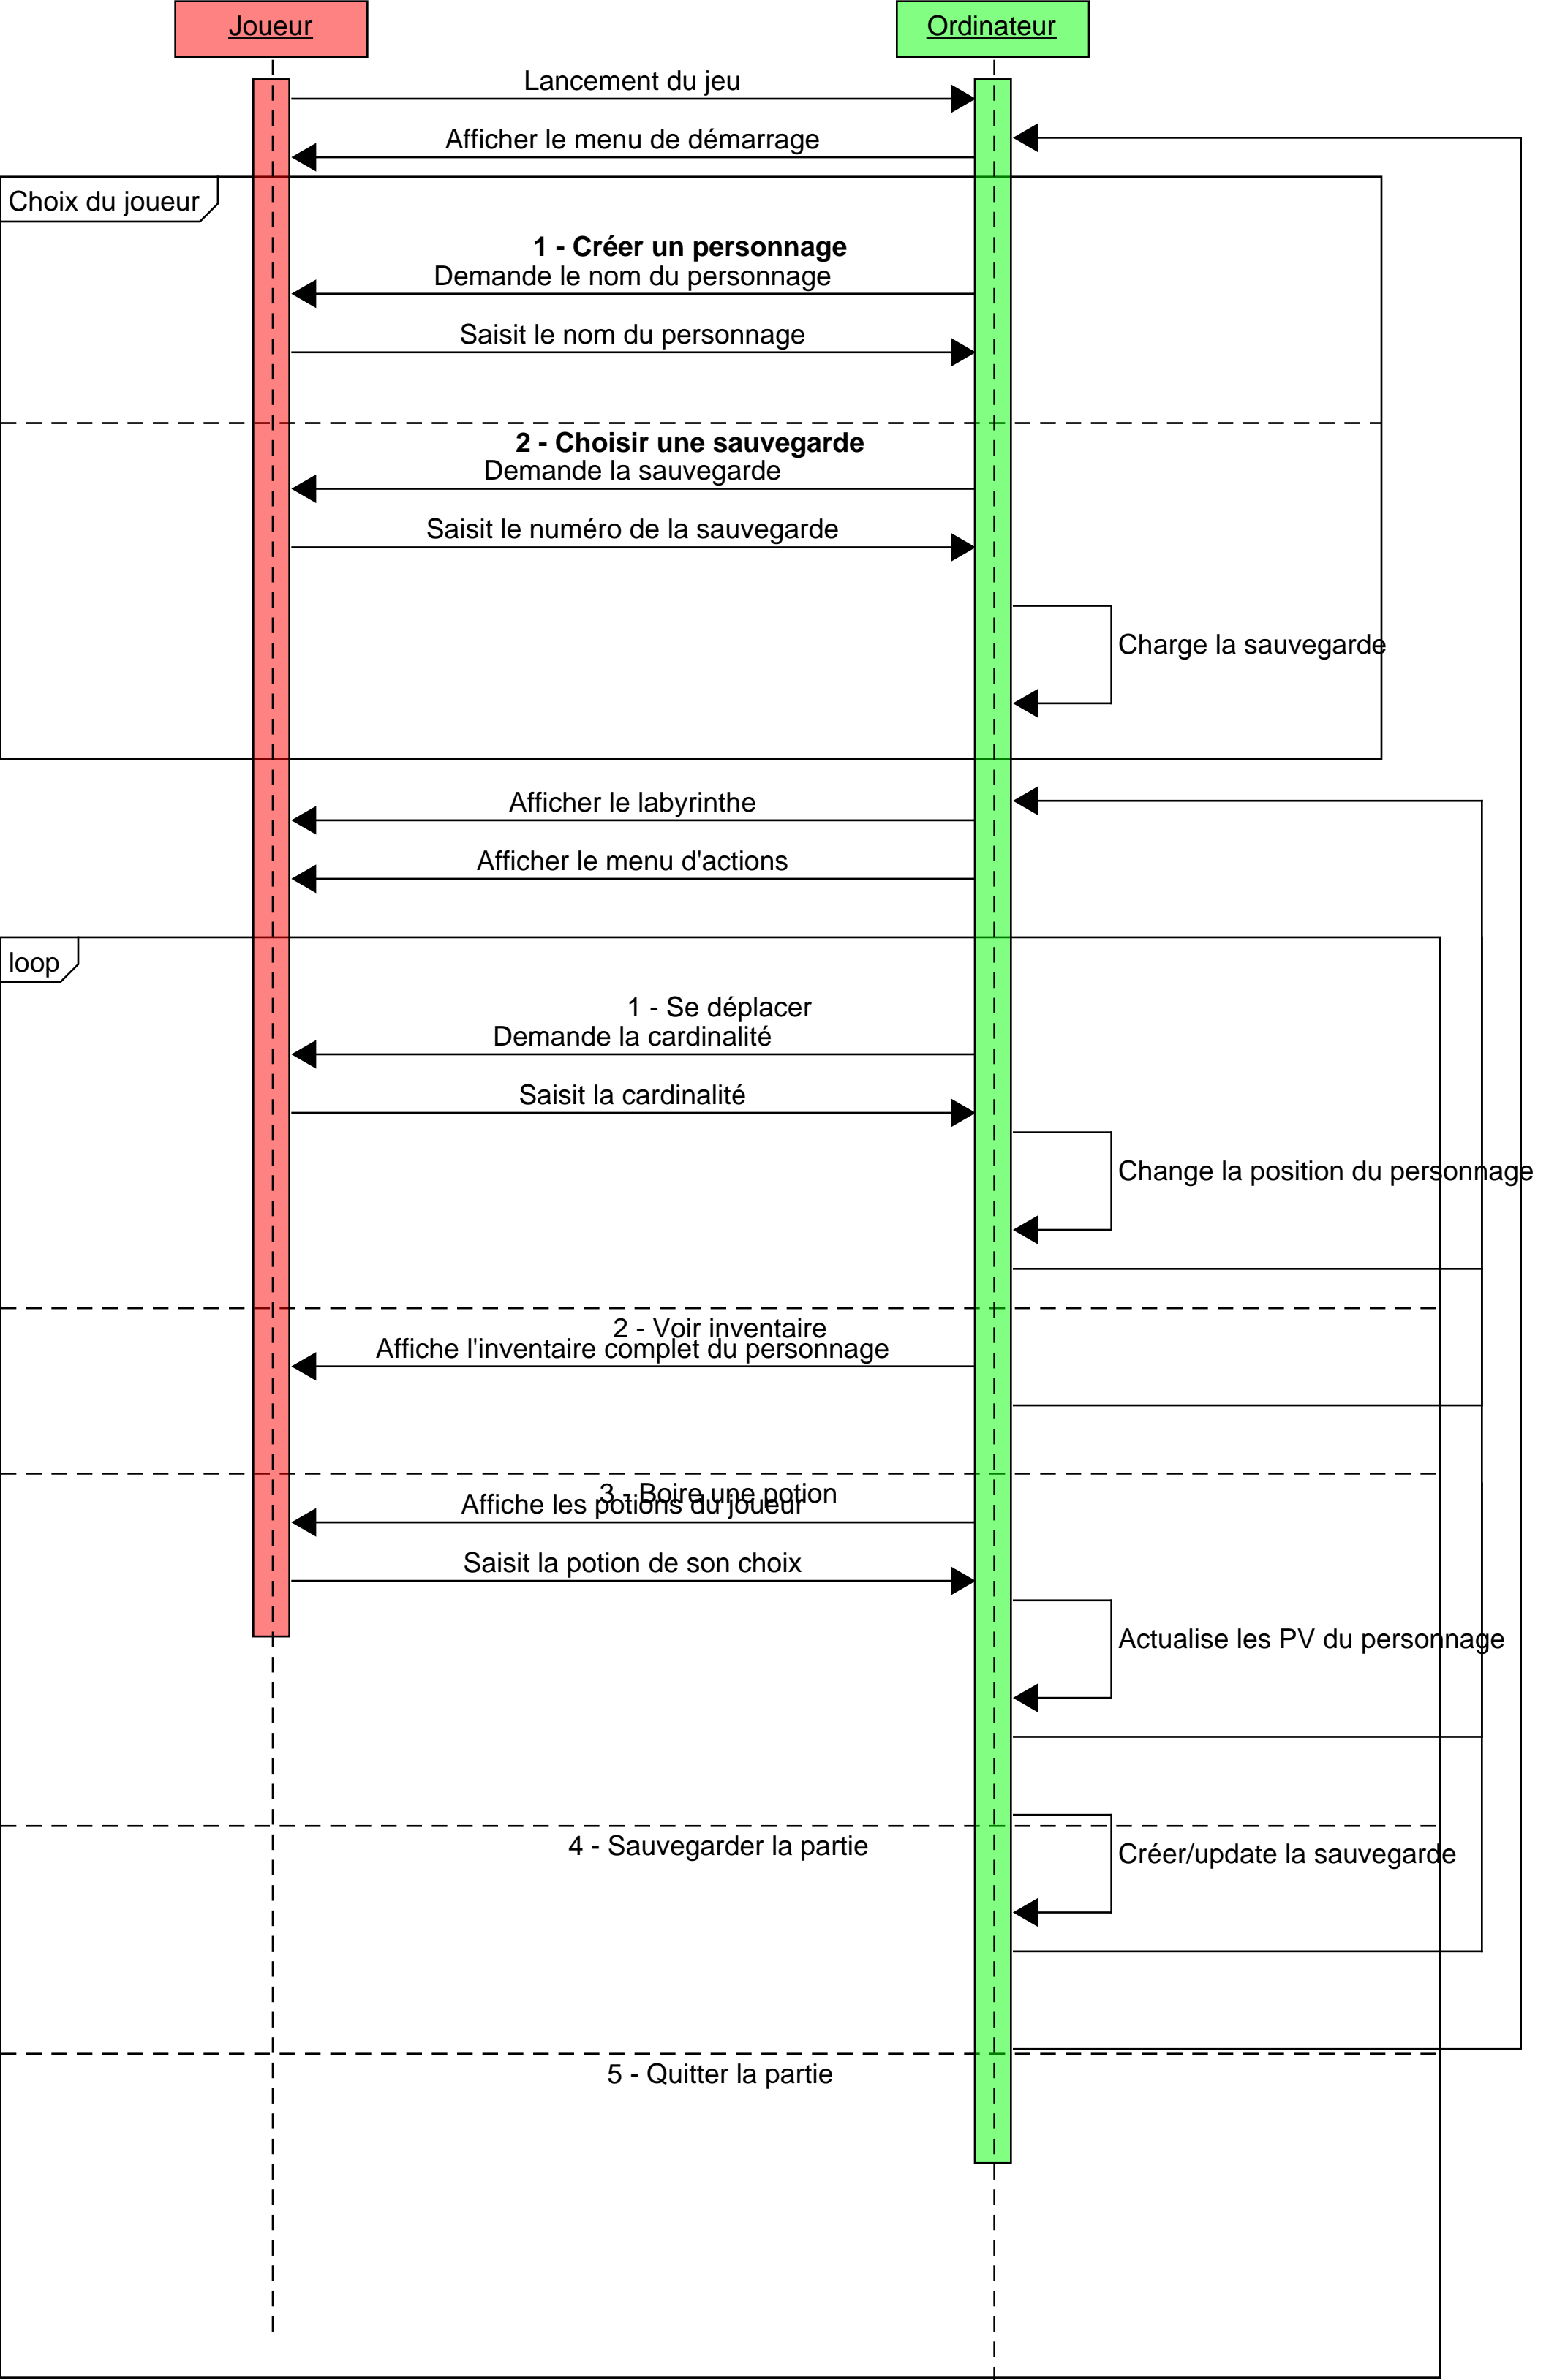 Joueur
Ordinateur
Lancement du jeu
Afficher le menu de démarrage
Choix du joueur
1 - Créer un personnage
Demande le nom du personnage
Saisit le nom du personnage
2 - Choisir une sauvegarde
Demande la sauvegarde
Saisit le numéro de la sauvegarde
Charge la sauvegarde
Afficher le labyrinthe
Afficher le menu d'actions
loop
1 - Se déplacer
Demande la cardinalité
Saisit la cardinalité
Change la position du personnage
2 - Voir inventaire
Affiche l'inventaire complet du personnage
3 - Boire une potion
Affiche les potions du joueur
Saisit la potion de son choix
Actualise les PV du personnage
4 - Sauvegarder la partie
Créer/update la sauvegarde
5 - Quitter la partie